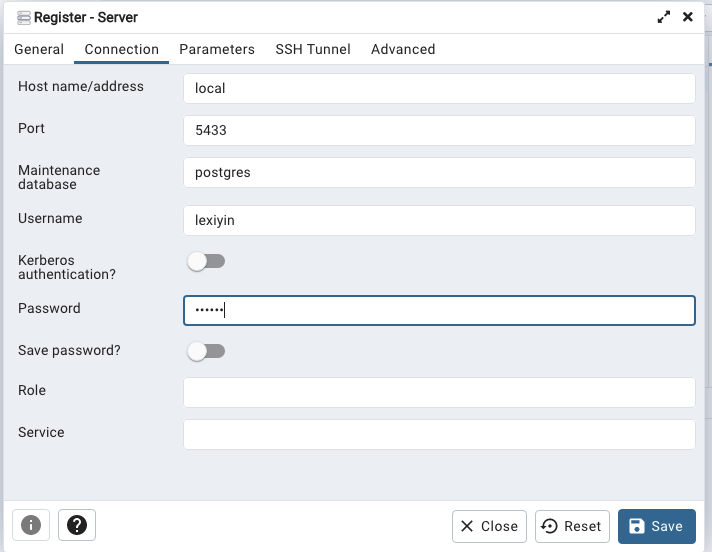 Register - Server
General Connection Parameters SSH Tunnel Advanced
Host name/address local
Port 5433
Maintenance
database
postgres
Username lexiyin
Kerberos
authentication?
Password ••••••
Save password?
Role
Service
i ? Close Reset Save